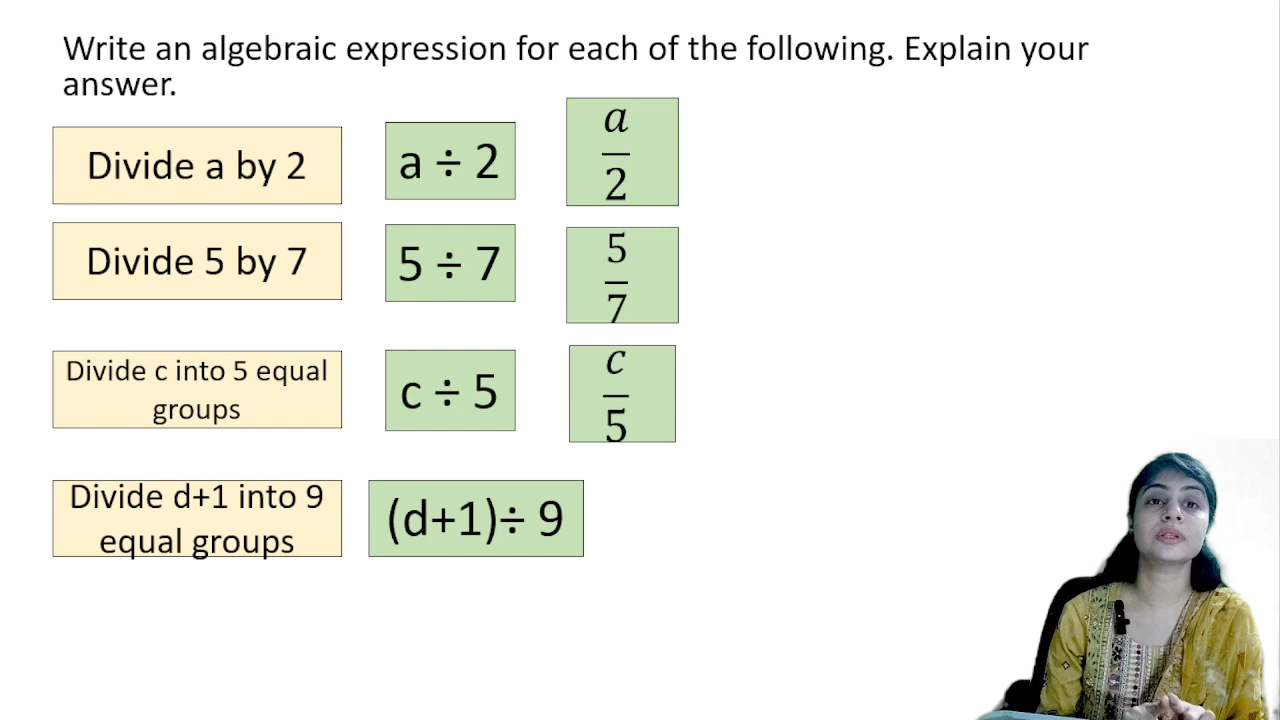 Write an algebraic expression for each of the following. Explain your
answer.
Divide a by 2
a ÷ 2
a
2
Divide 5 by 7
5 ÷ 7
5
7
Divide c into 5 equal
groups
c ÷ 5
c
5
Divide d+1 into 9
equal groups
(d+1)÷ 9